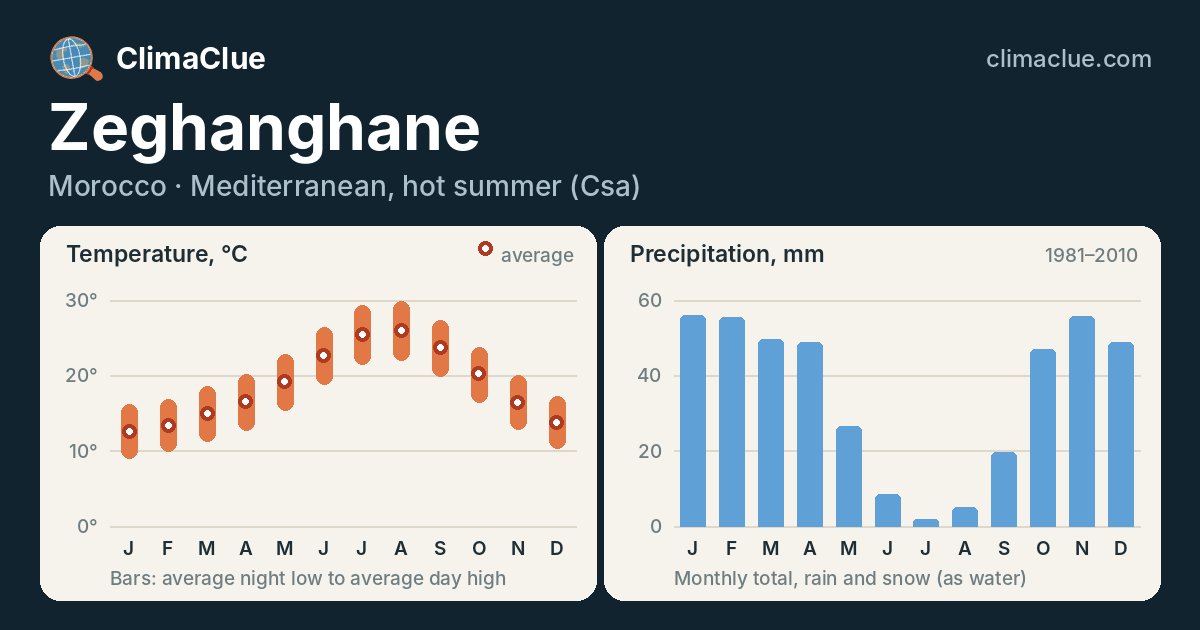 ClimaClue
climaclue.com
Zeghanghane
Morocco · Mediterranean, hot summer (Csa)
Temperature, °C
average
30°
20°
10°
0°
J F M A M J J A S O N D
Bars: average night low to average day high
Precipitation, mm
1981–2010
60
40
20
0
J F M A M J J A S O N D
Monthly total, rain and snow (as water)